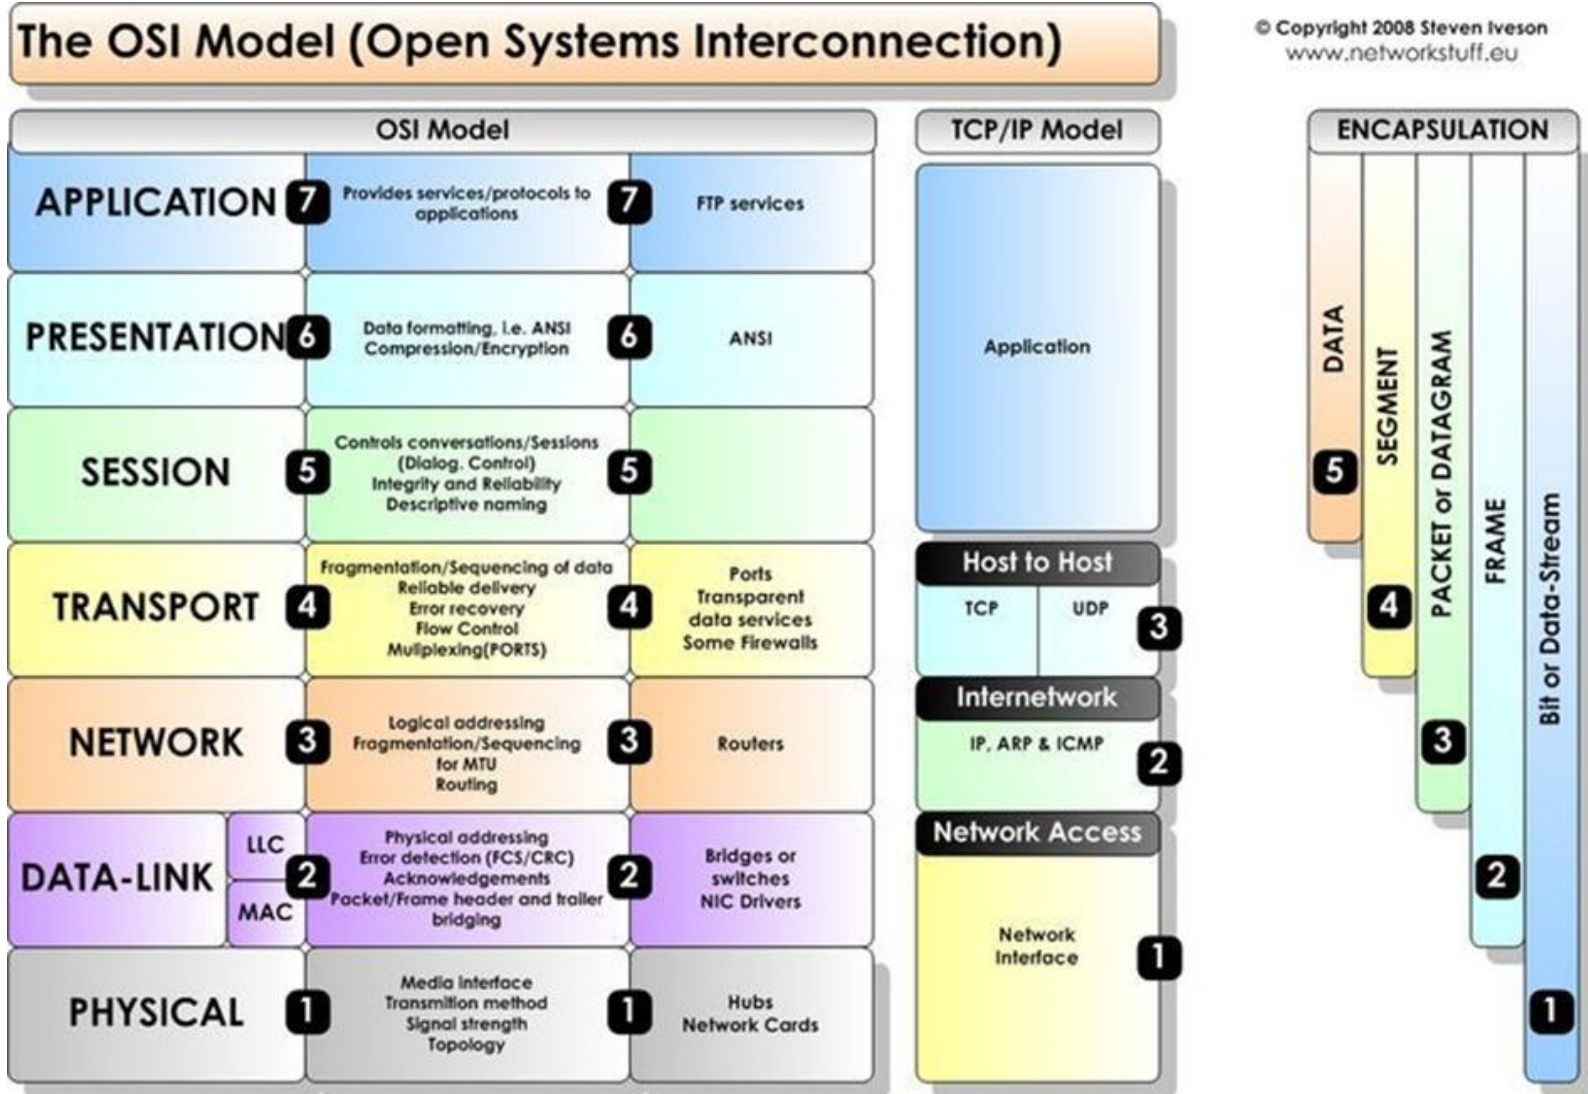 The OSI Model (Open Systems Interconnection)
© Copyright 2008 Steven Iveson
www.networkstuff.eu
OSI Model
APPLICATION
7
Provides services/protocols to
applications
7
FTP services
PRESENTATION
6
Data formatting, i.e. ANSI
Compression/Encryption
6
ANSI
SESSION
5
Controls conversations/Sessions
(Dialog. Control)
Integrity and Reliability
Descriptive naming
5
TRANSPORT
4
Fragmentation/Sequencing of data
Reliable delivery
Error recovery
Flow Control
Muliplexing(PORTS)
4
Ports
Transparent
data services
Some Firewalls
NETWORK
3
Logical addressing
Fragmentation/Sequencing
for MTU
Routing
3
Routers
DATA-LINK
LLC
MAC
2
Physical addressing
Error detection (FCS/CRC)
Acknowledgements
Packet/Frame header and trailer
bridging
2
Bridges or
switches
NIC Drivers
PHYSICAL
1
Media interface
Transmition method
Signal strength
Topology
1
Hubs
Network Cards
TCP/IP Model
Application
Host to Host
TCP
UDP
3
Internetwork
IP, ARP & ICMP
2
Network Access
Network
Interface
1
ENCAPSULATION
DATA
5
SEGMENT
4
PACKET or DATAGRAM
3
FRAME
2
Bit or Data-Stream
1